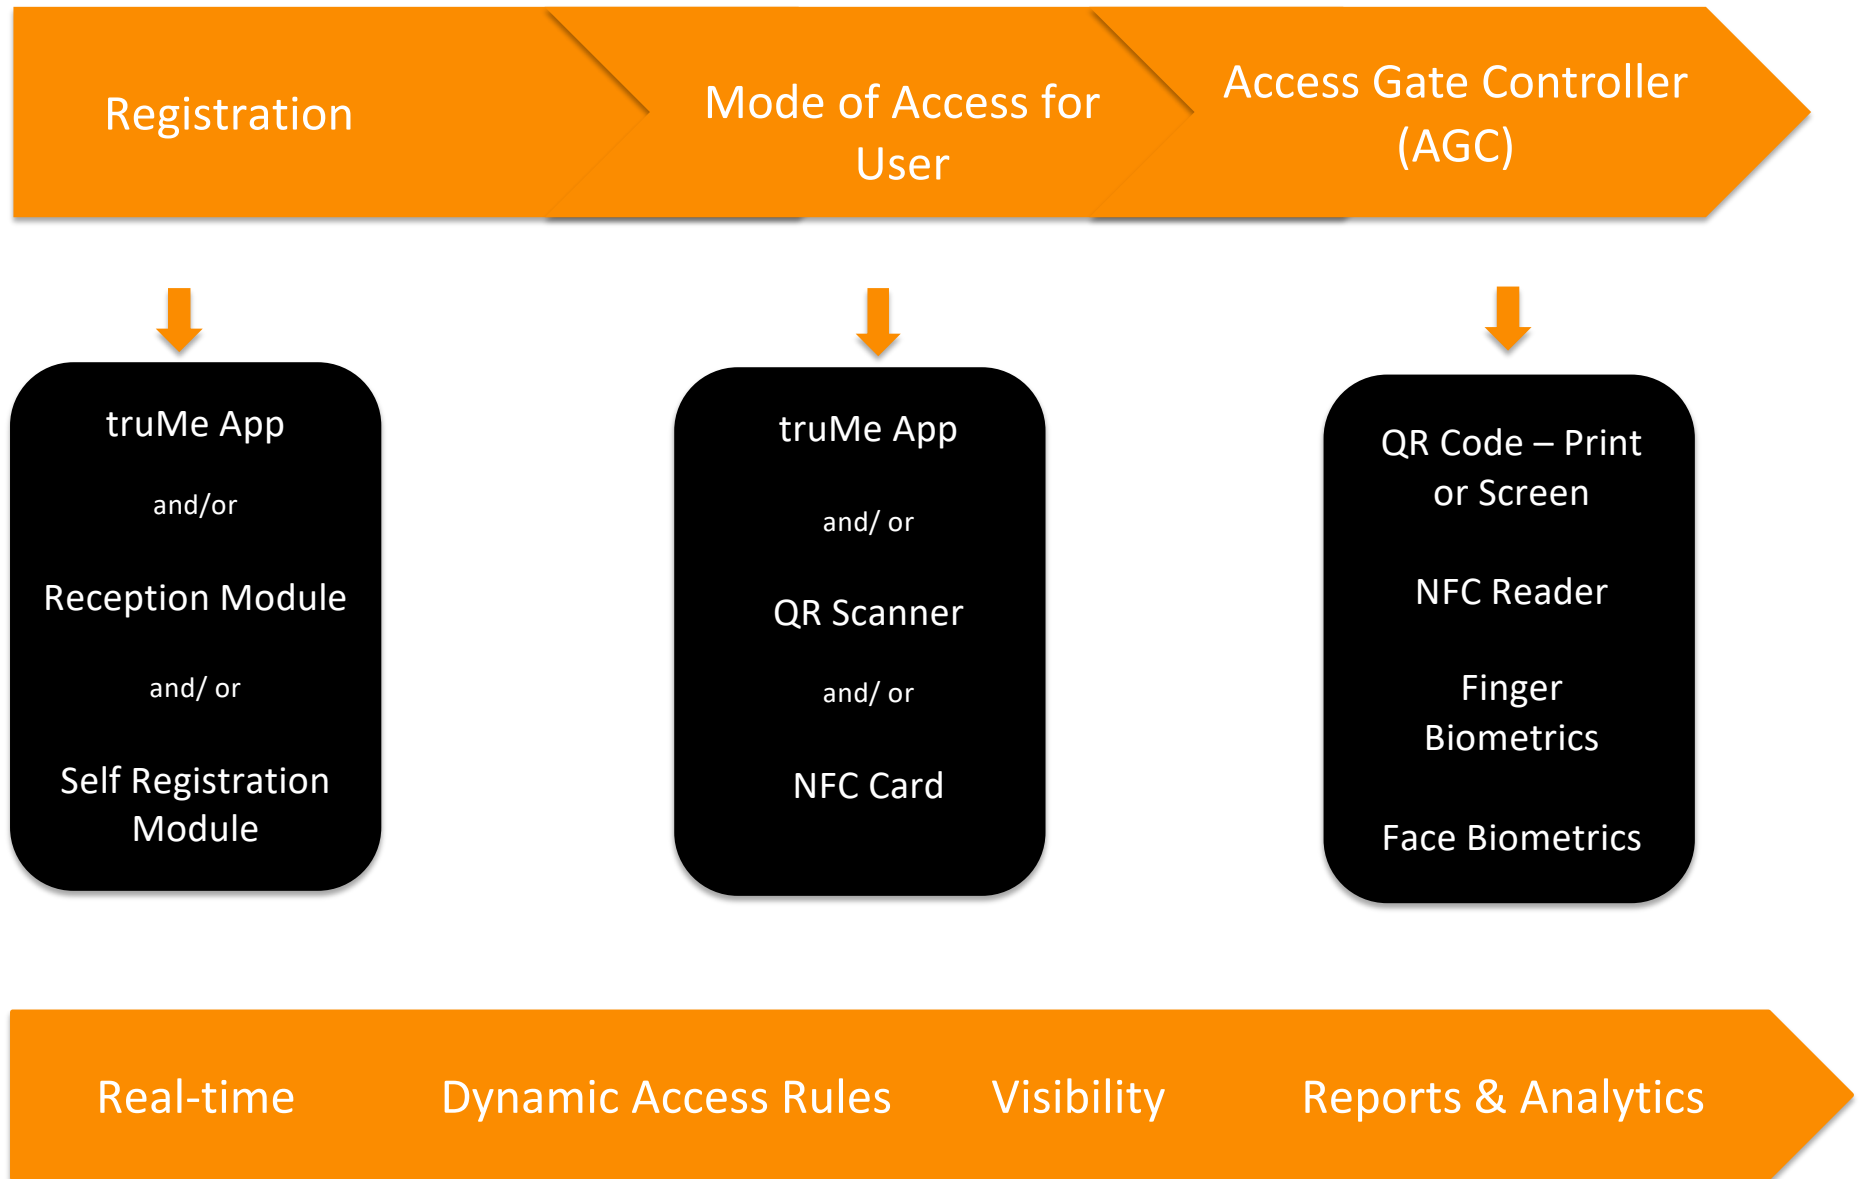 Registration
Mode of Access for
User
Access Gate Controller
(AGC)
truMe App
and/or
Reception Module
and/ or
Self Registration
Module
truMe App
and/ or
QR Scanner
and/ or
NFC Card
QR Code – Print
or Screen
NFC Reader
Finger
Biometrics
Face Biometrics
Real-time
Dynamic Access Rules
Visibility
Reports & Analytics